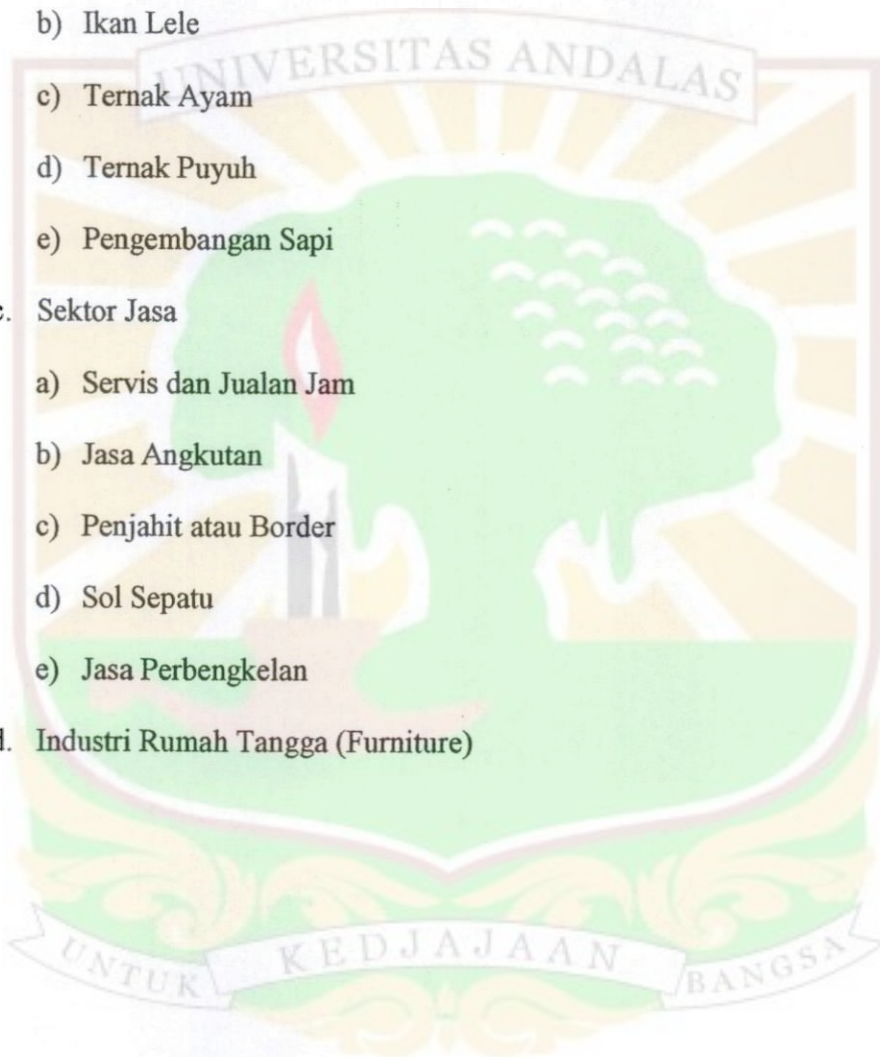 b) Ikan Lele
UNIVERSITAS ANDALAS
c) Ternak Ayam
d) Ternak Puyuh
e) Pengembangan Sapi
c. Sektor Jasa
a) Servis dan Jualan Jam
b) Jasa Angkutan
c) Penjahit atau Border
d) Sol Sepatu
e) Jasa Perbengkelan
d. Industri Rumah Tangga (Furniture)
UNTUK KEDJAJAAN BANGSA